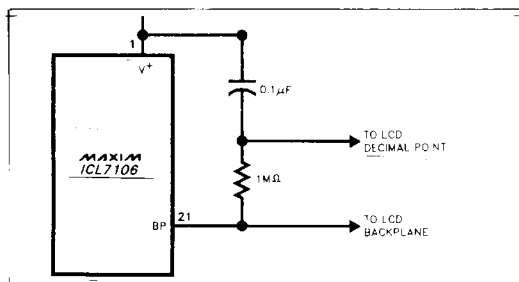 1
V+
0.1μF
TO LCD
DECIMAL POINT
MAXIM
ICL7106
1MΩ
21
BP
TO LCD
BACKPLANE